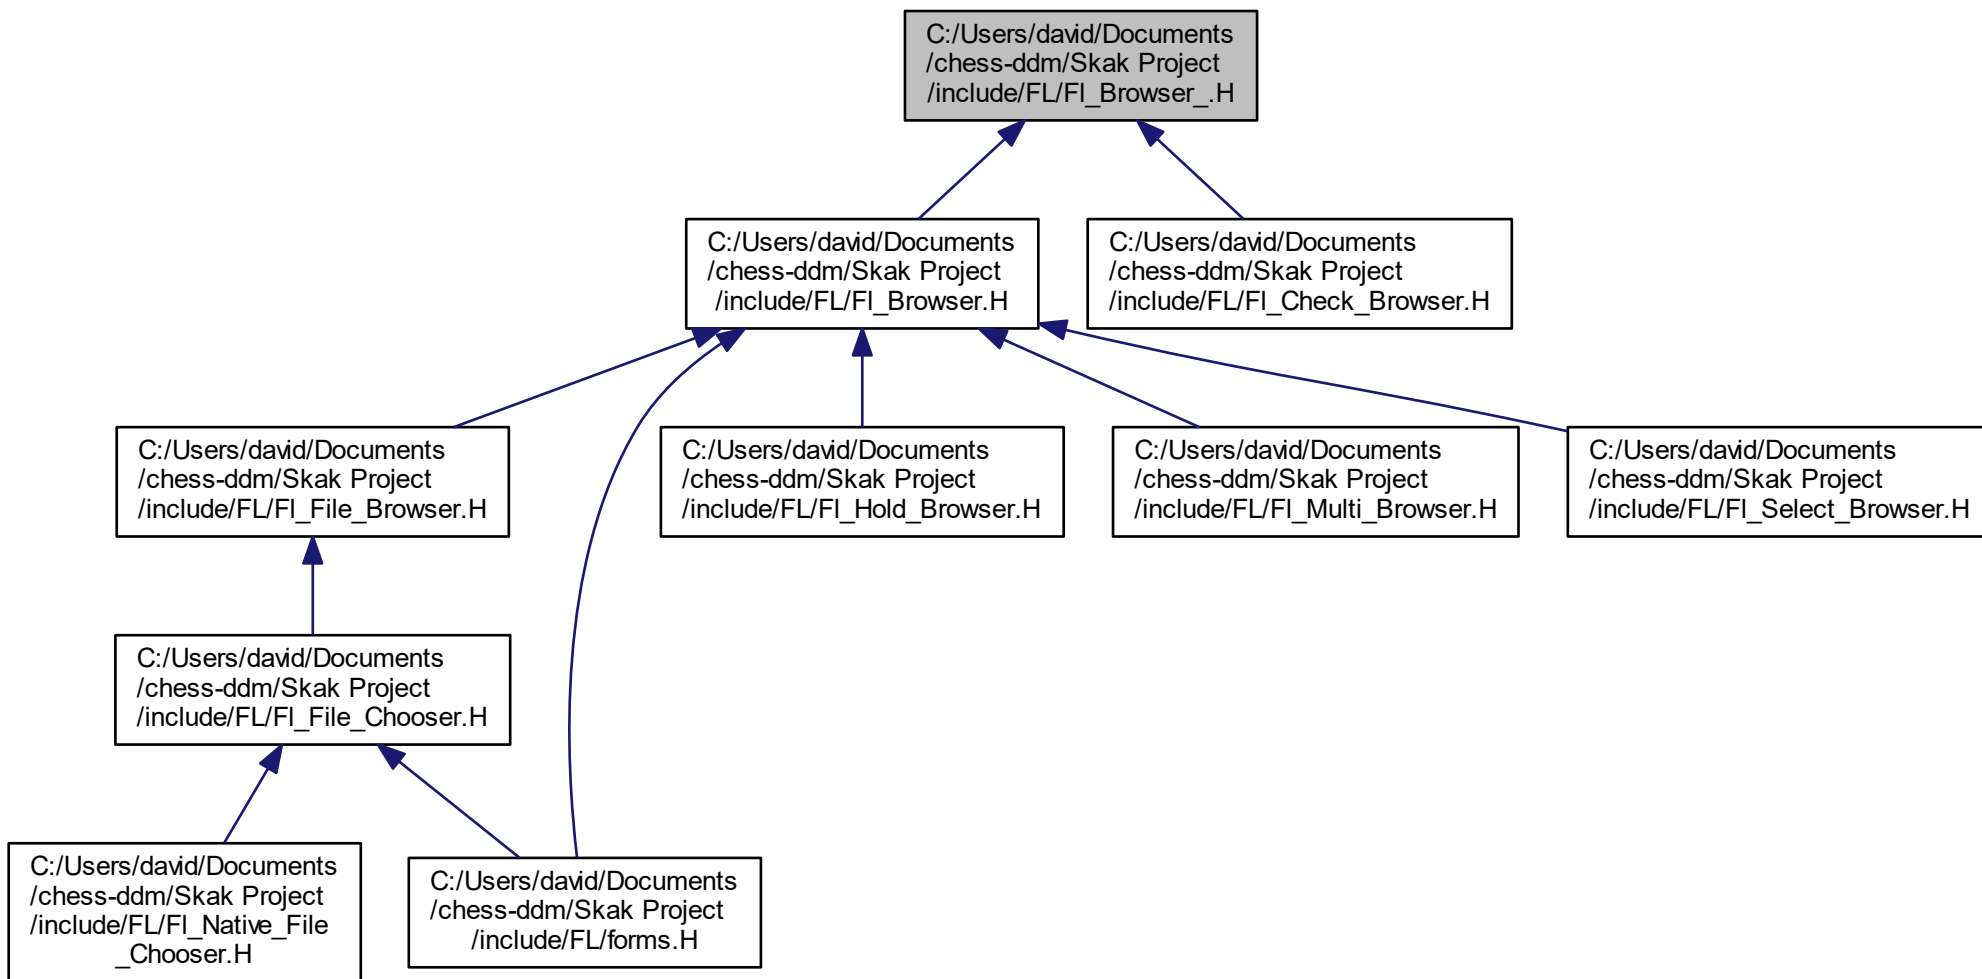 C:/Users/david/Documents
/chess-ddm/Skak Project
/include/FL/Fl_Browser_.H
C:/Users/david/Documents
/chess-ddm/Skak Project
/include/FL/Fl_Browser.H
C:/Users/david/Documents
/chess-ddm/Skak Project
/include/FL/Fl_Check_Browser.H
C:/Users/david/Documents
/chess-ddm/Skak Project
/include/FL/Fl_File_Browser.H
C:/Users/david/Documents
/chess-ddm/Skak Project
/include/FL/Fl_Hold_Browser.H
C:/Users/david/Documents
/chess-ddm/Skak Project
/include/FL/Fl_Multi_Browser.H
C:/Users/david/Documents
/chess-ddm/Skak Project
/include/FL/Fl_Select_Browser.H
C:/Users/david/Documents
/chess-ddm/Skak Project
/include/FL/Fl_File_Chooser.H
C:/Users/david/Documents
/chess-ddm/Skak Project
/include/FL/Fl_Native_File
_Chooser.H
C:/Users/david/Documents
/chess-ddm/Skak Project
/include/FL/forms.H